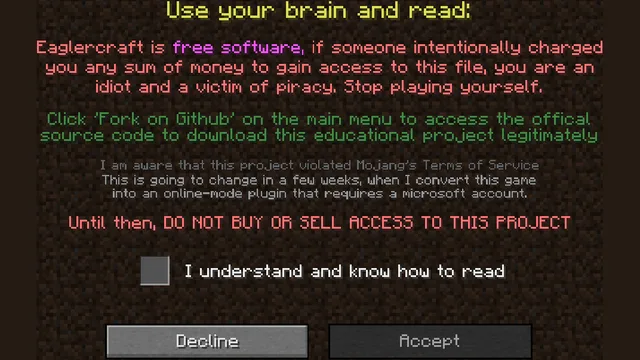 Use your brain and read:
Eaglercraft is free software, if someone intentionally charged
you any sum of money to gain access to this file, you are an
idiot and a victim of piracy. Stop playing yourself.
Click 'Fork on Github' on the main menu to access the offical
source code to download this educational project legitimately
I am aware that this project violated Mojang's Terms of Service
This is going to change in a few weeks, when I convert this game
into an online-mode plugin that requires a microsoft account.
Until then, DO NOT BUY OR SELL ACCESS TO THIS PROJECT
I understand and know how to read
Decline
Accept